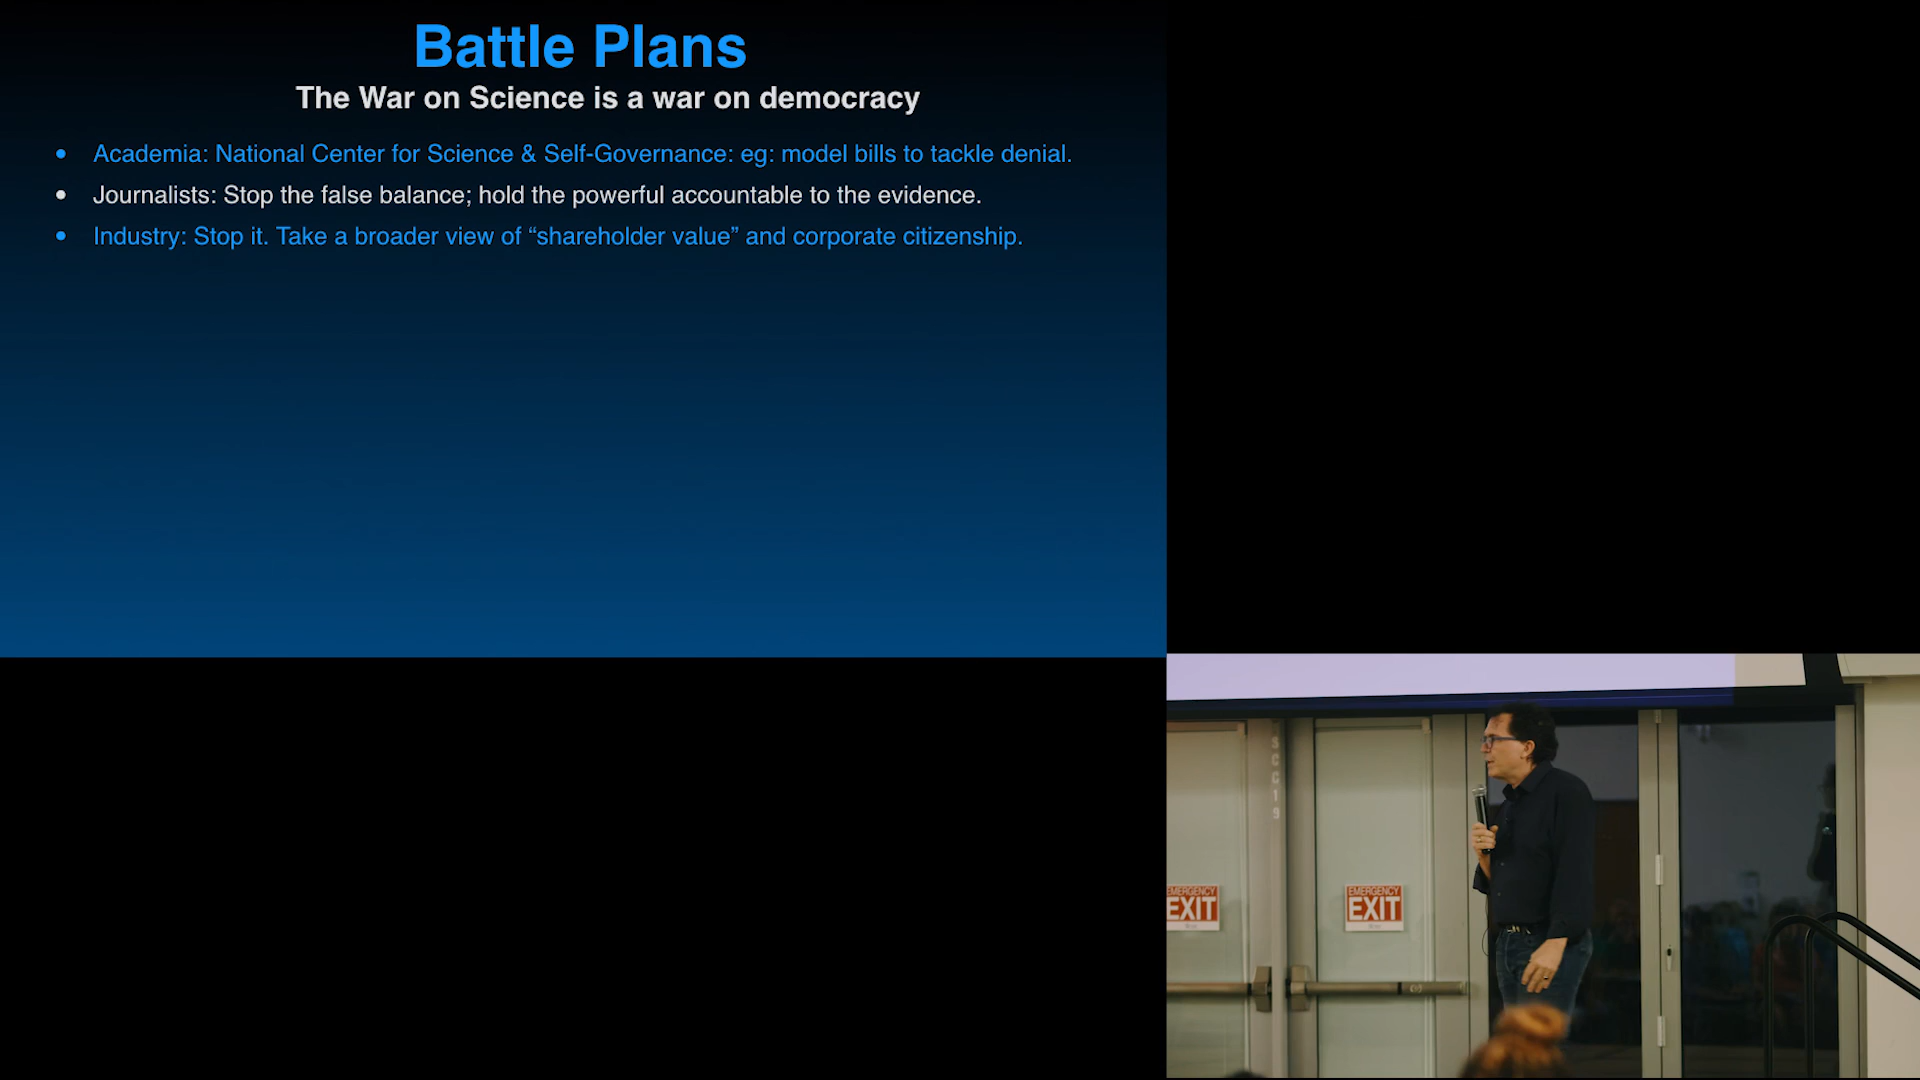 Battle Plans
The War on Science is a war on democracy
• Academia: National Center for Science & Self-Governance: eg: model bills to tackle denial.
• Journalists: Stop the false balance; hold the powerful accountable to the evidence.
• Industry: Stop it. Take a broader view of “shareholder value” and corporate citizenship.
SCC19
EMERGENCY
EXIT
EMERGENCY
EXIT